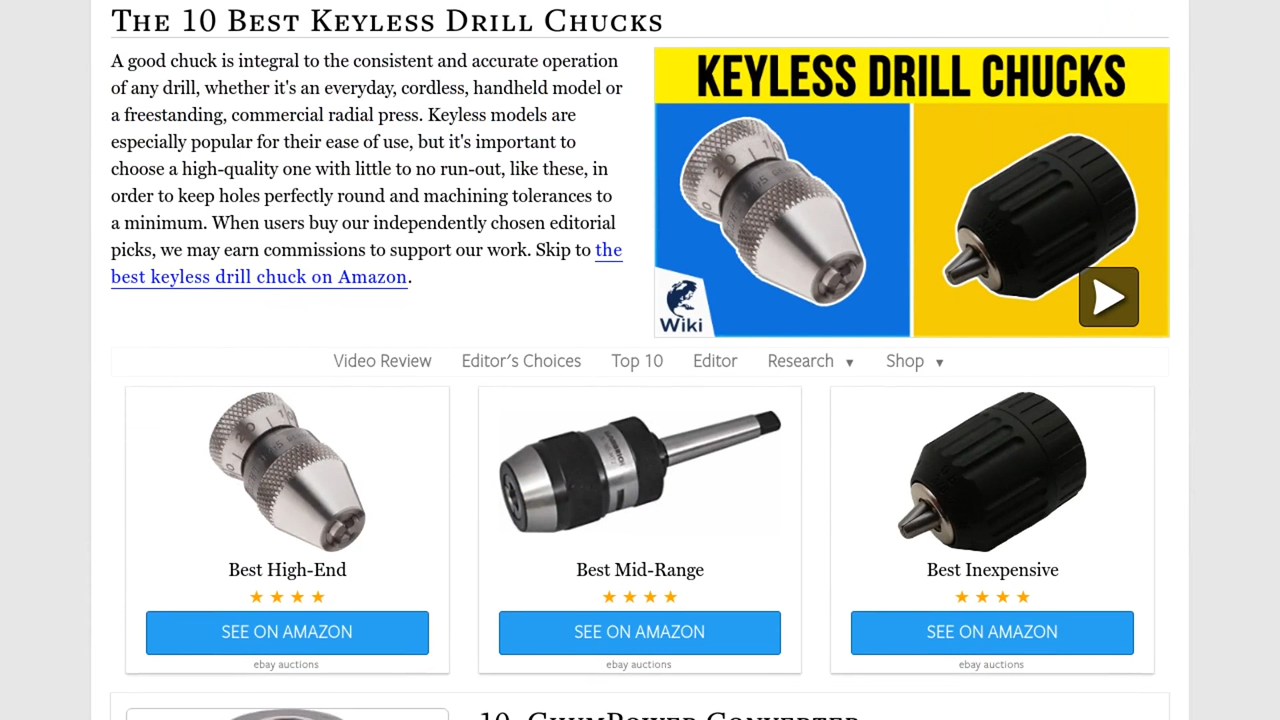 The 10 Best Keyless Drill Chucks
A good chuck is integral to the consistent and accurate operation
of any drill, whether it's an everyday, cordless, handheld model or
a freestanding, commercial radial press. Keyless models are
especially popular for their ease of use, but it's important to
choose a high-quality one with little to no run-out, like these, in
order to keep holes perfectly round and machining tolerances to
a minimum. When users buy our independently chosen editorial
picks, we may earn commissions to support our work. Skip to the
best keyless drill chuck on Amazon.
KEYLESS DRILL CHUCKS
Wiki
Video Review Editor's Choices Top 10 Editor Research ▼ Shop ▼
Best High-End
Best Mid-Range
Best Inexpensive
SEE ON AMAZON
SEE ON AMAZON
SEE ON AMAZON
ebay auctions
ebay auctions
ebay auctions
10. ChumPower Converter